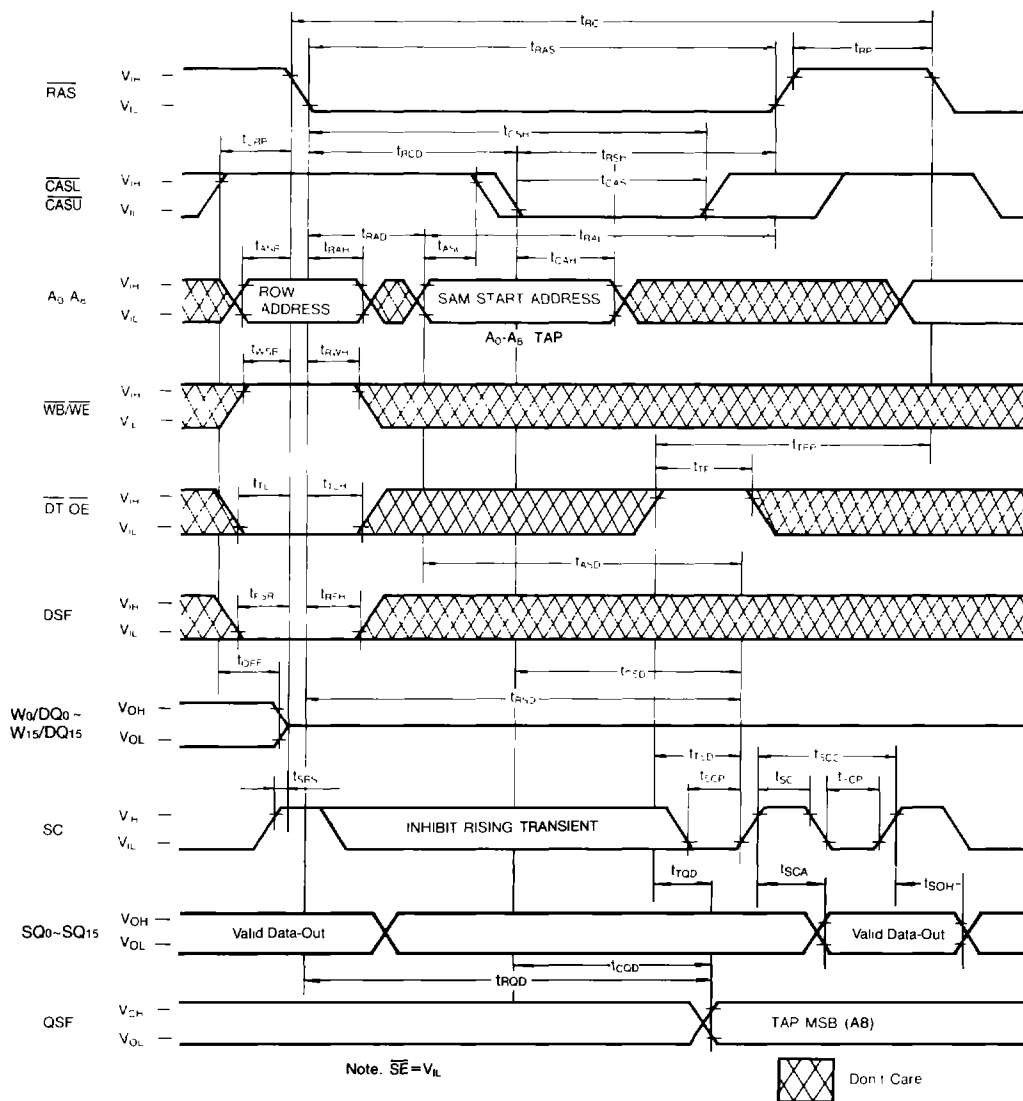 tRC
tRAS
tRP
RAS
VIH
VIL
tCSH
tCRP
tRCD
tRSH
CASL
CASU
VIH
VIL
tCAS
tRAD
tRAL
tASR
tRAH
tASC
tCAH
A0-A8
VIH
VIL
ROW
ADDRESS
SAM START ADDRESS
A0-A8 TAP
tWSR
tRWH
WB/WE
VIH
VIL
tTRP
tTP
DT OE
VIH
VIL
tASD
tFSR
tRFH
DSF
VIH
VIL
tOFF
tCSD
tRSD
W0/DQ0~
W15/DQ15
VOH
VOL
tTSD
tSCC
tSRS
tSCP
tSC
tSCP
SC
VIH
VIL
INHIBIT RISING TRANSIENT
tTQD
tSCA
tSOH
SQ0~SQ15
VOH
VOL
Valid Data-Out
Valid Data-Out
tCQD
tRQD
QSF
VOH
VOL
TAP MSB (A8)
Note. SE=VIL
Don't Care